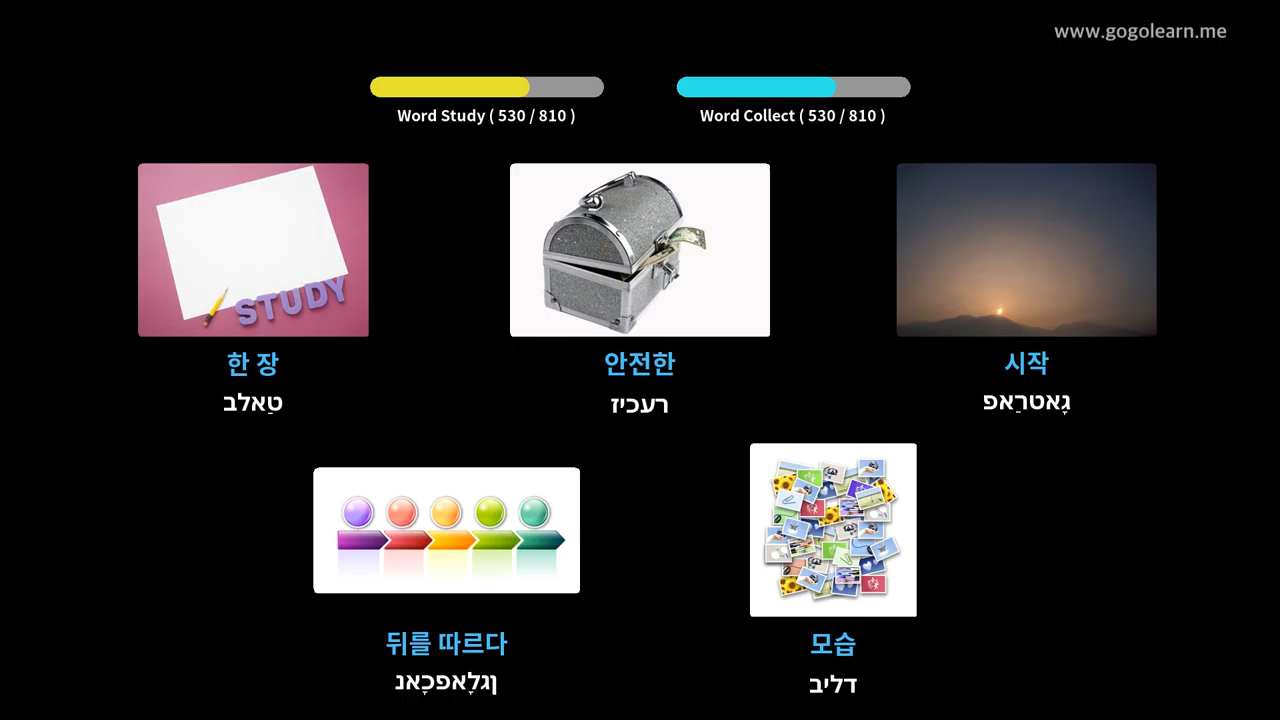 www.gogolearn.me
Word Study ( 530 / 810 )
Word Collect ( 530 / 810 )
한 장
טַאלב
안전한
רעכיז
시작
גָאטרַאפ
뒤를 따르다
ןגלָאפכָאנ
모습
דליב
STUDY